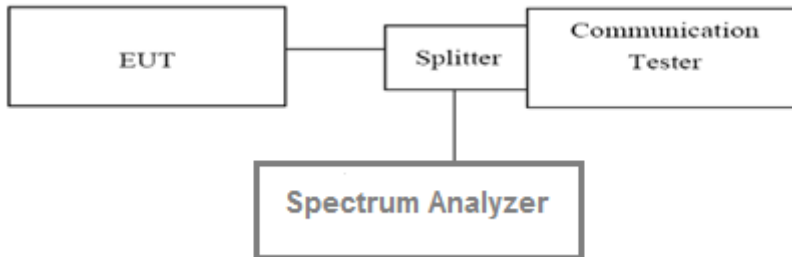 EUT
Splitter
Communication
Tester
Spectrum Analyzer